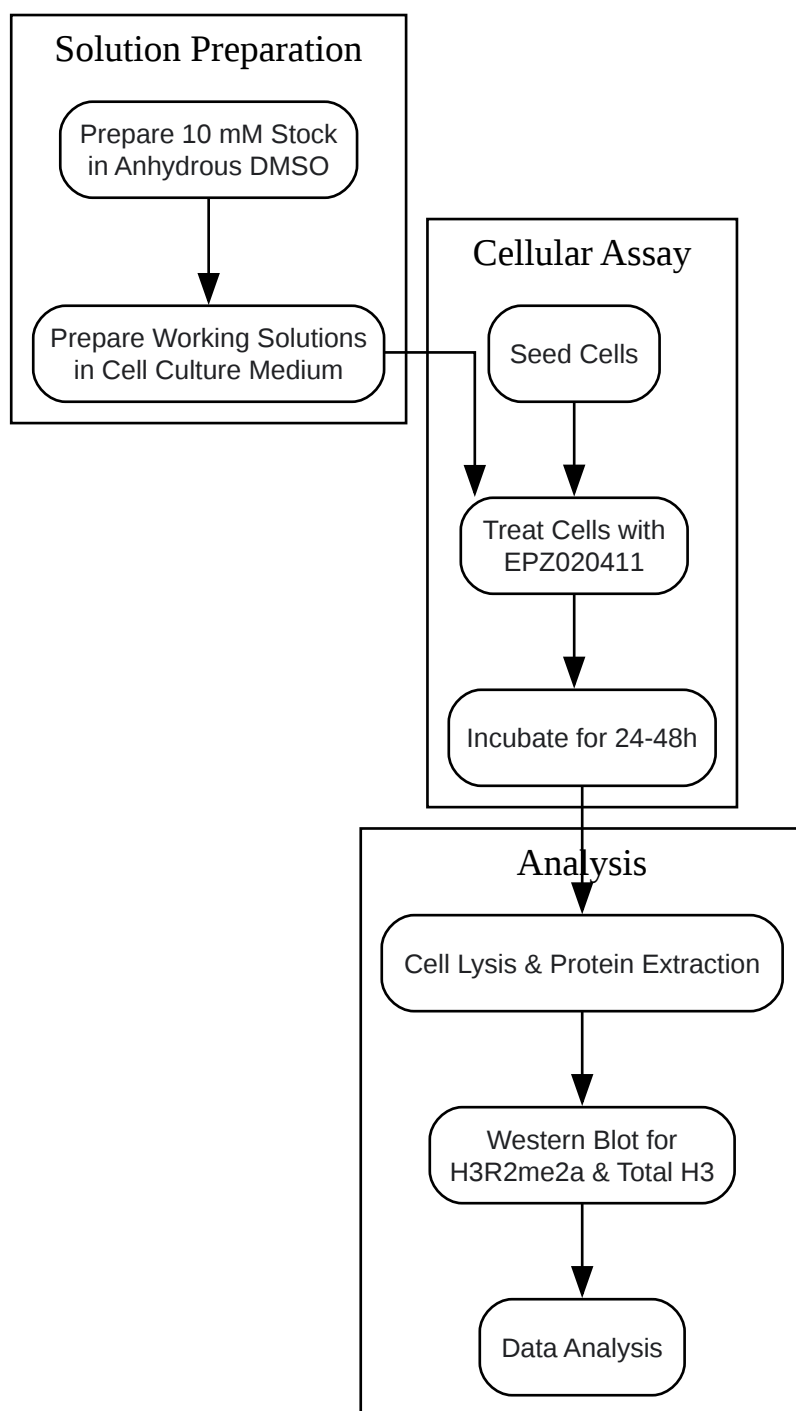 Solution Preparation
Prepare 10 mM Stock
in Anhydrous DMSO
Prepare Working Solutions
in Cell Culture Medium
Cellular Assay
Seed Cells
Treat Cells with
EPZ020411
Incubate for 24-48h
Analysis
Cell Lysis & Protein Extraction
Western Blot for
H3R2me2a & Total H3
Data Analysis